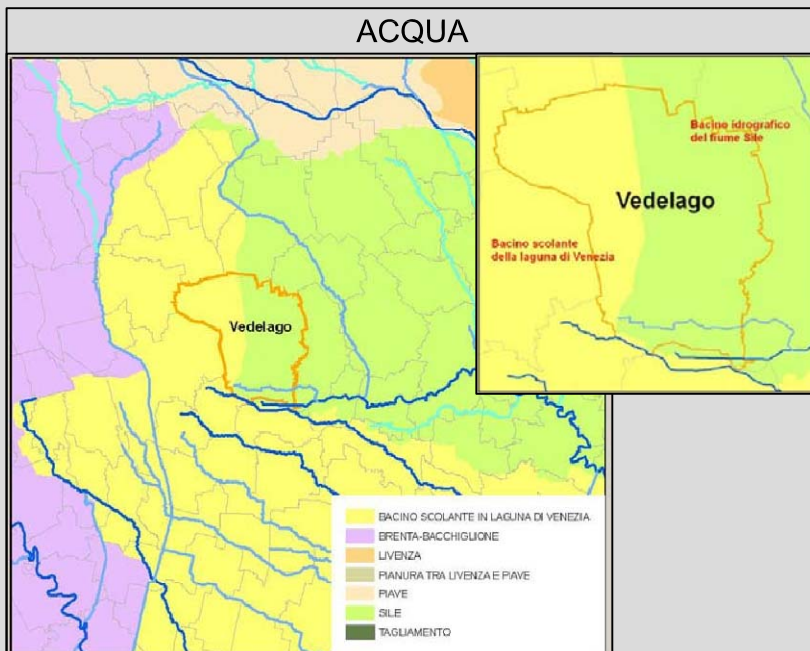 ACQUA
Vedelago
Bacino idrografico
del fiume Sile
Vedelago
Bacino scolante
della laguna di Venezia
BACINO SCOLANTE IN LAGUNA DI VENEZIA
BRENTA-BACCHIGLIONE
LIVENZA
PIANURA TRA LIVENZA E PIAVE
PIAVE
SILE
TAGLIAMENTO